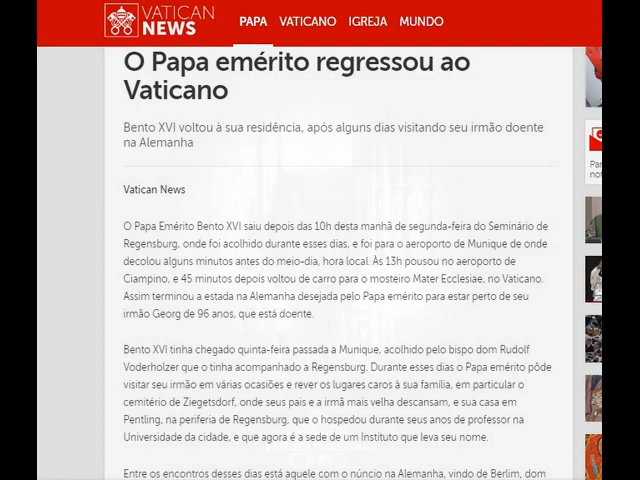 VATICAN
NEWS
PAPA VATICANO IGREJA MUNDO
O Papa emérito regressou ao
Vaticano
Bento XVI voltou à sua residência, após alguns dias visitando seu irmão doente
na Alemanha
Vatican News
O Papa Emérito Bento XVI saiu depois das 10h desta manhã de segunda-feira do Seminário de
Regensburg, onde foi acolhido durante esses dias, e foi para o aeroporto de Munique de onde
decolou alguns minutos antes do meio-dia, hora local. Às 13h pousou no aeroporto de
Ciampino, e 45 minutos depois voltou de carro para o mosteiro Mater Ecclesiae, no Vaticano.
Assim terminou a estada na Alemanha desejada pelo Papa emérito para estar perto de seu
irmão Georg de 96 anos, que está doente.
Bento XVI tinha chegado quinta-feira passada a Munique, acolhido pelo bispo dom Rudolf
Voderholzer que o tinha acompanhado a Regensburg. Durante esses dias o Papa emérito pôde
visitar seu irmão em várias ocasiões e rever os lugares caros à sua família, em particular o
cemitério de Ziegetsdorf, onde seus pais e a irmã mais velha descansam, e sua casa em
Pentling, na periferia de Regensburg, que o hospedou durante seus anos de professor na
Universidade da cidade, e que agora é a sede de um Instituto que leva seu nome.
Entre os encontros desses dias está aquele com o núncio na Alemanha, vindo de Berlim, dom